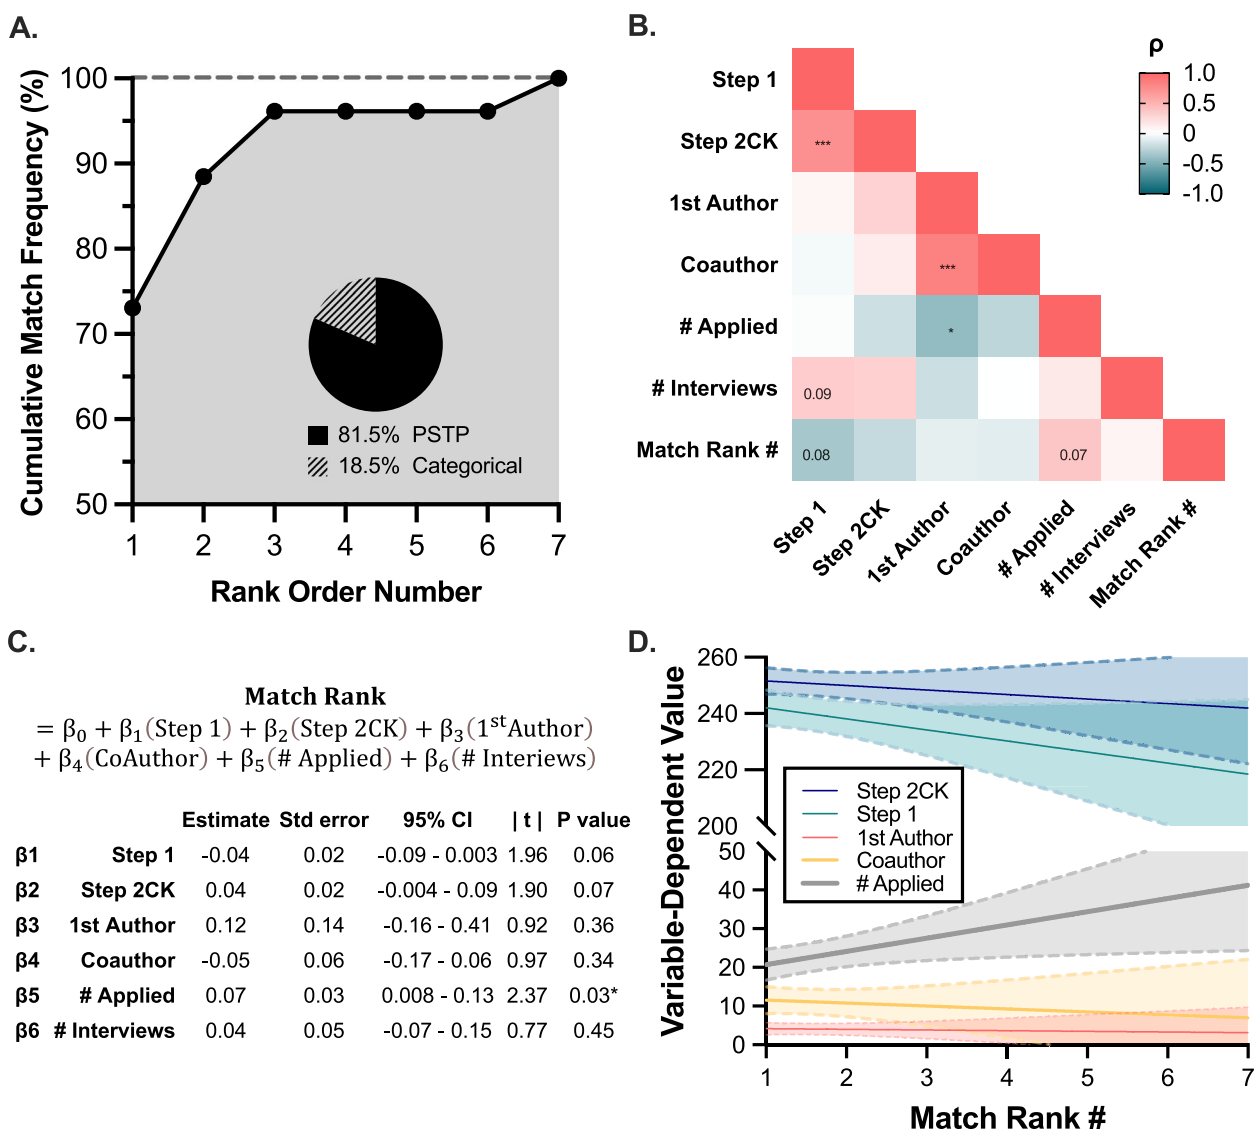 A.
Cumulative Match Frequency (%)
100
90
80
70
60
50
1 2 3 4 5 6 7
Rank Order Number
81.5% PSTP
18.5% Categorical
B.
Step 1
Step 2CK
1st Author
Coauthor
# Applied
# Interviews
Match Rank #
***
***
*
0.09
0.08 0.07
Step 1 Step 2CK 1st Author Coauthor # Applied # Interviews Match Rank #
ρ
1.0
0.5
0
-0.5
-1.0
C.
Match Rank
= β0 + β1(Step 1) + β2(Step 2CK) + β3(1stAuthor)
+ β4(CoAuthor) + β5(# Applied) + β6(# Interiews)
Estimate Std error 95% CI | t | P value
β1 Step 1 -0.04 0.02 -0.09 - 0.003 1.96 0.06
β2 Step 2CK 0.04 0.02 -0.004 - 0.09 1.90 0.07
β3 1st Author 0.12 0.14 -0.16 - 0.41 0.92 0.36
β4 Coauthor -0.05 0.06 -0.17 - 0.06 0.97 0.34
β5 # Applied 0.07 0.03 0.008 - 0.13 2.37 0.03*
β6 # Interviews 0.04 0.05 -0.07 - 0.15 0.77 0.45
D.
Variable-Dependent Value
260
240
220
200
50
40
30
20
10
0
Step 2CK
Step 1
1st Author
Coauthor
# Applied
1 2 3 4 5 6 7
Match Rank #